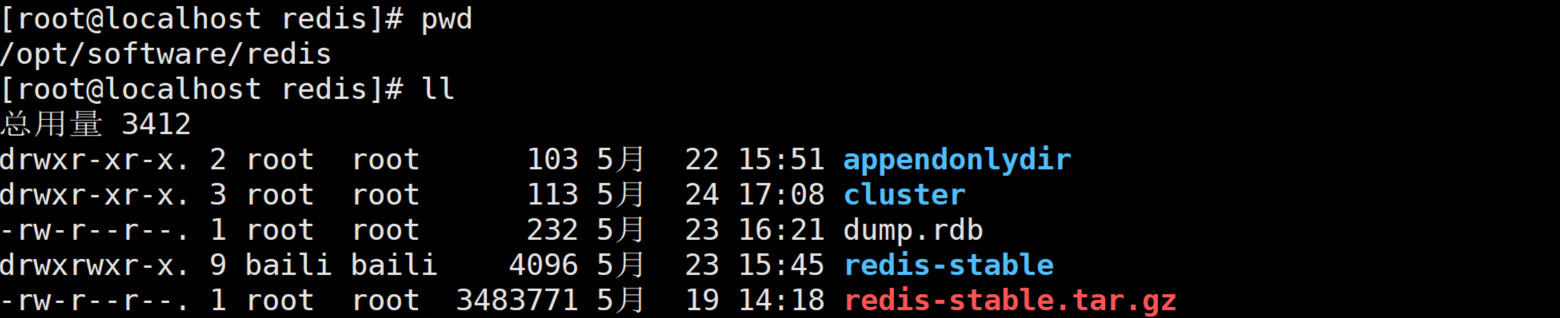 [root@localhost redis]# pwd
/opt/software/redis
[root@localhost redis]# ll
总用量 3412
drwxr-xr-x. 2 root  root      103 5月  22 15:51 appendonlydir
drwxr-xr-x. 3 root  root      113 5月  24 17:08 cluster
-rw-r--r--. 1 root  root      232 5月  23 16:21 dump.rdb
drwxrwxr-x. 9 baili baili    4096 5月  23 15:45 redis-stable
-rw-r--r--. 1 root  root  3483771 5月  19 14:18 redis-stable.tar.gz